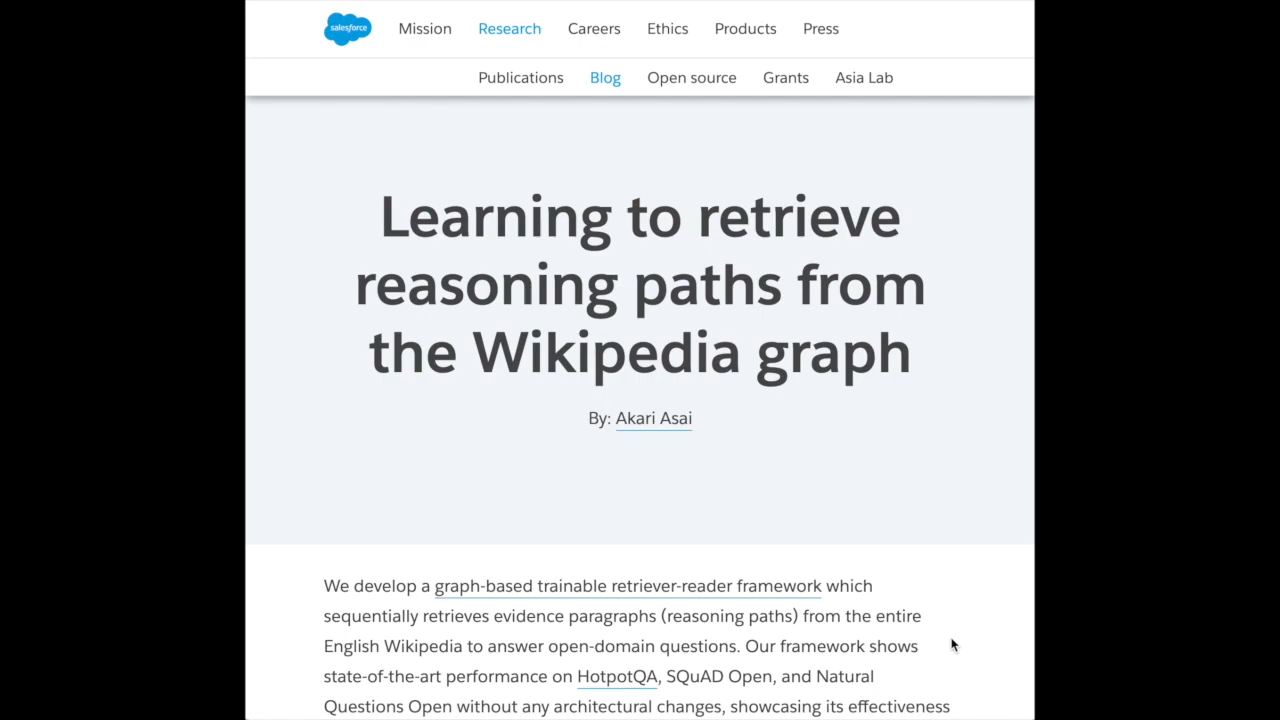 salesforce Mission Research Careers Ethics Products Press
Publications Blog Open source Grants Asia Lab
Learning to retrieve
reasoning paths from
the Wikipedia graph
By: Akari Asai
We develop a graph-based trainable retriever-reader framework which
sequentially retrieves evidence paragraphs (reasoning paths) from the entire
English Wikipedia to answer open-domain questions. Our framework shows
state-of-the-art performance on HotpotQA, SQuAD Open, and Natural
Questions Open without any architectural changes, showcasing its effectiveness